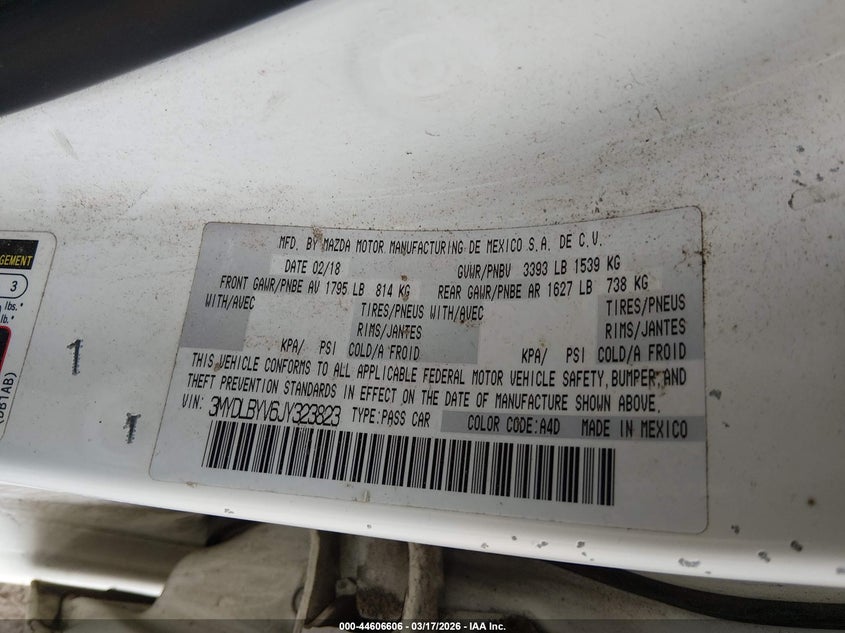 MFD. BY MAZDA MOTOR MANUFACTURING DE MEXICO S.A. DE C.V.
DATE 02/18 GVWR/PNBV 3393 LB 1539 KG
FRONT GAWR/PNBE AV 1795 LB 814 KG REAR GAWR/PNBE AR 1627 LB 738 KG
WITH/AVEC TIRES/PNEUS WITH/AVEC TIRES/PNEUS
RIMS/JANTES RIMS/JANTES
KPA/ PSI COLD/A FROID KPA/ PSI COLD/A FROID
THIS VEHICLE CONFORMS TO ALL APPLICABLE FEDERAL MOTOR VEHICLE SAFETY, BUMPER, AND
THEFT PREVENTION STANDARDS IN EFFECT ON THE DATE OF MANUFACTURE SHOWN ABOVE.
VIN: 3MYDLBYV6JY323823 TYPE:PASS CAR COLOR CODE:A4D MADE IN MEXICO
GEMENT
3
lbs.*
lb.*
(DB1AB)
000-44606606 - 03/17/2026 - IAA Inc.